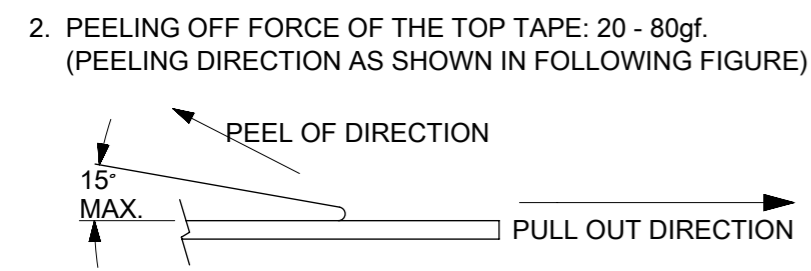 2. PEELING OFF FORCE OF THE TOP TAPE: 20 - 80gf.
(PEELING DIRECTION AS SHOWN IN FOLLOWING FIGURE)
PEEL OF DIRECTION
15°
MAX.
PULL OUT DIRECTION